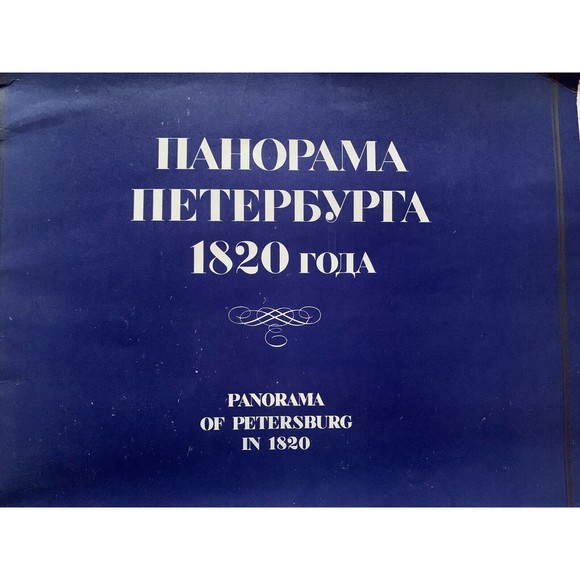 ПАНОРАМА
ПЕТЕРБУРГА
1820 ГОДА
PANORAMA
OF PETERSBURG
IN 1820